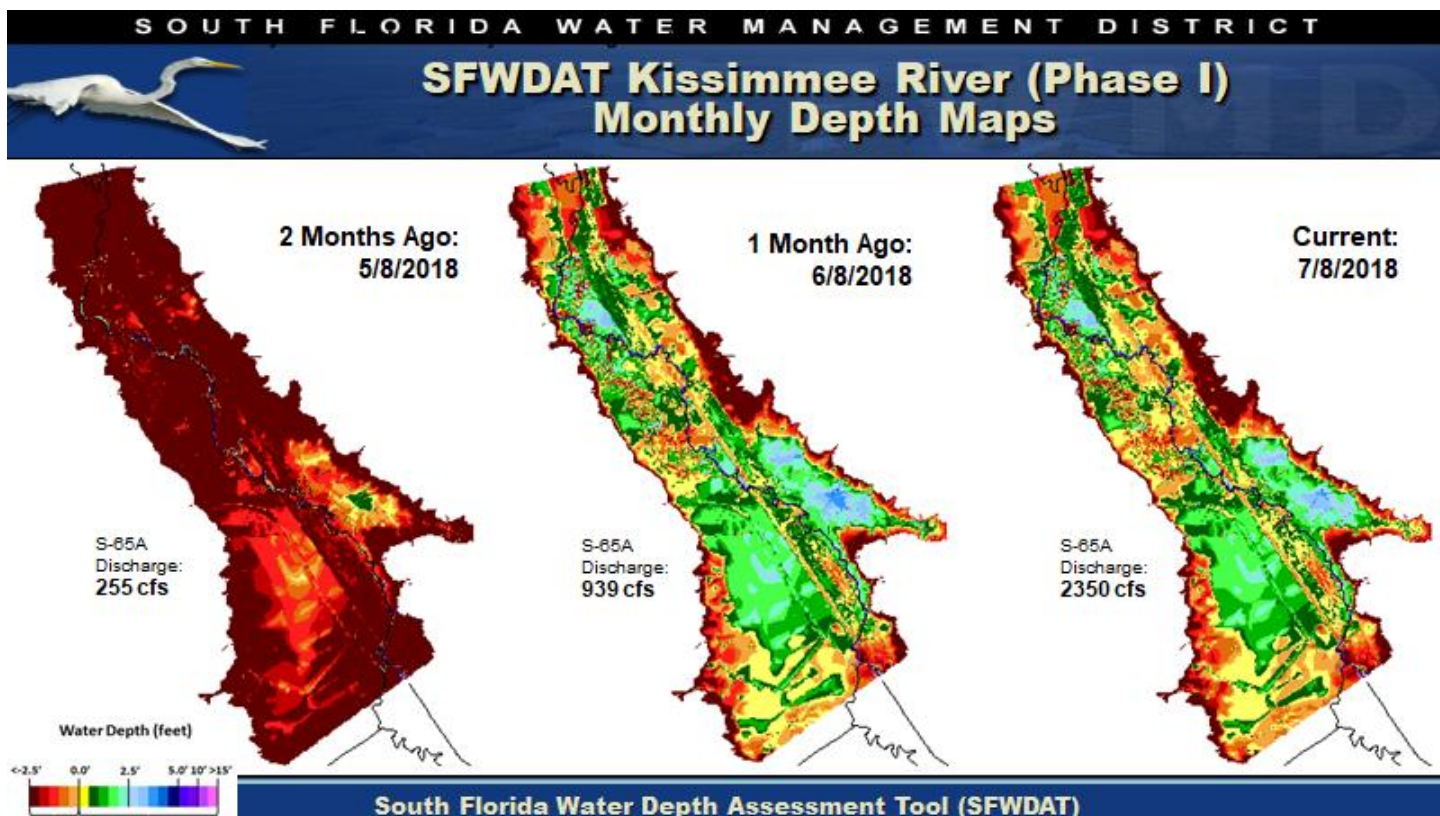 SOUTH FLORIDA WATER MANAGEMENT DISTRICT
SFWDAT Kissimmee River (Phase I)
Monthly Depth Maps
2 Months Ago:
5/8/2018
1 Month Ago:
6/8/2018
Current:
7/8/2018
S-65A
Discharge:
255 cfs
S-65A
Discharge:
939 cfs
S-65A
Discharge:
2350 cfs
Water Depth (feet)
<-2.5' 0.0' 2.5' 5.0' 10' >15'
South Florida Water Depth Assessment Tool (SFWDAT)